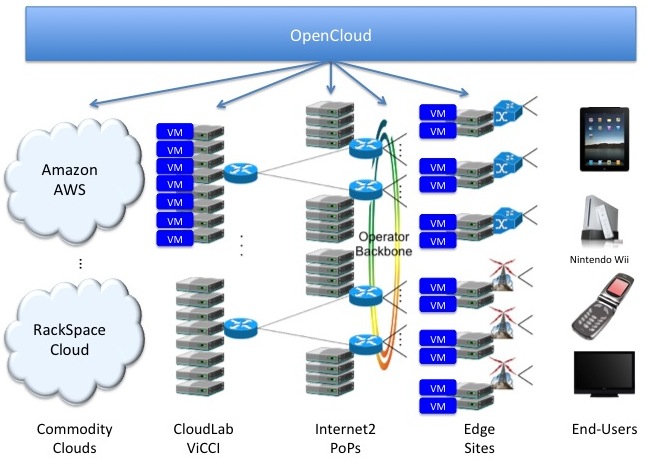 OpenCloud
Amazon
AWS
RackSpace
Cloud
Commodity
Clouds
VM
VM
VM
VM
VM
VM
VM
CloudLab
ViCCI
Operator
Backbone
Internet2
PoPs
VM
VM
VM
VM
VM
VM
VM
VM
VM
VM
VM
VM
Edge
Sites
Nintendo Wii
End-Users